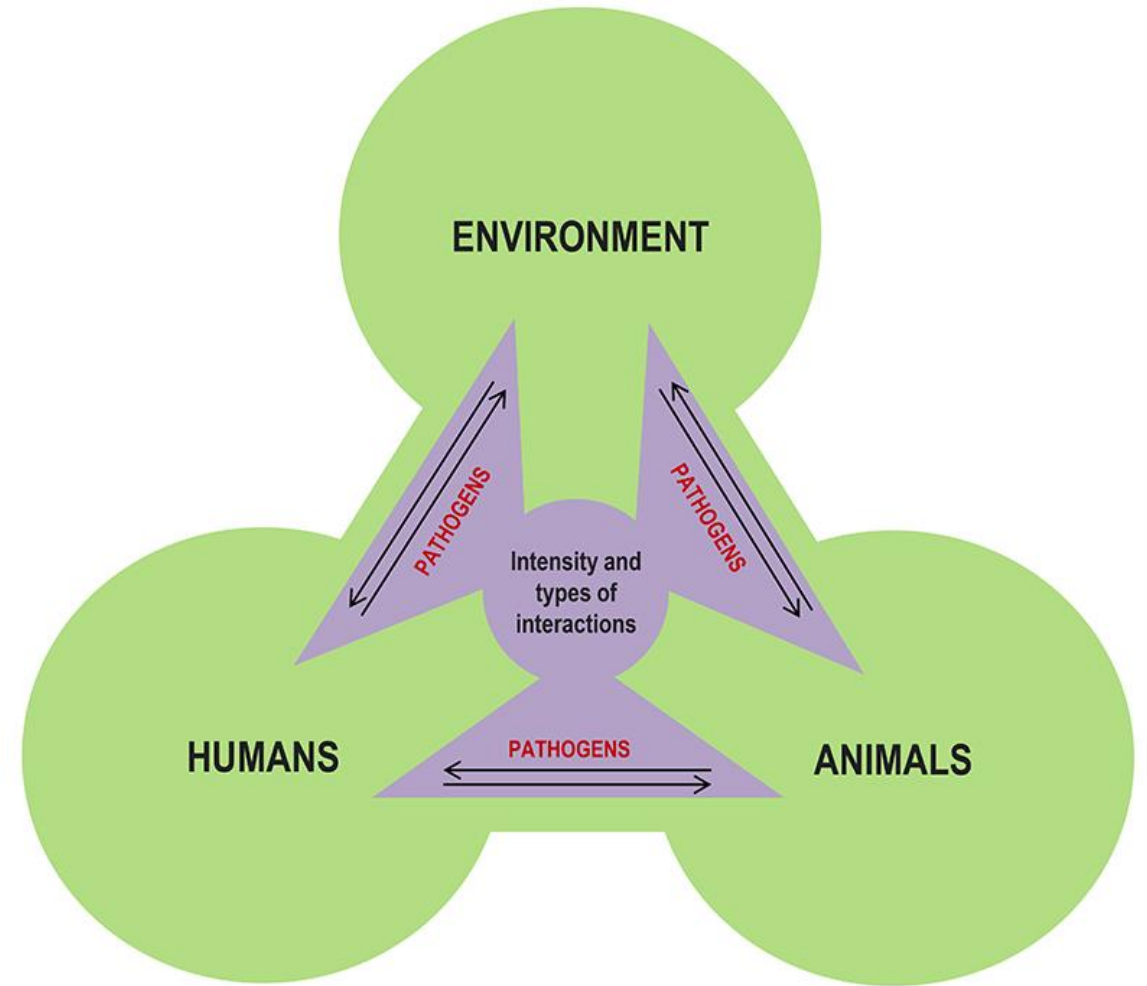 ENVIRONMENT
PATHOGENS
PATHOGENS
Intensity and
types of
interactions
HUMANS
PATHOGENS
ANIMALS